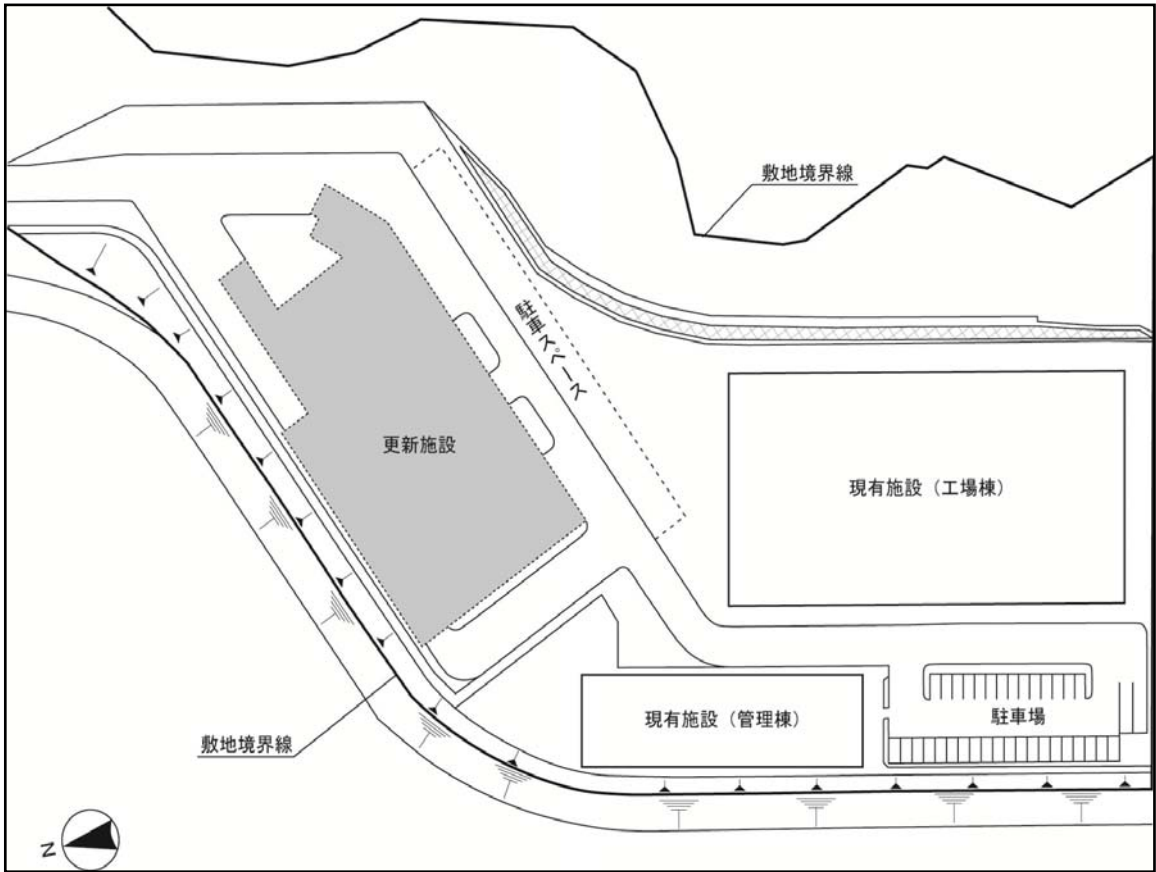 敷地境界線
駐車スペース
更新施設
現有施設（工場棟）
現有施設（管理棟）
駐車場
敷地境界線
N